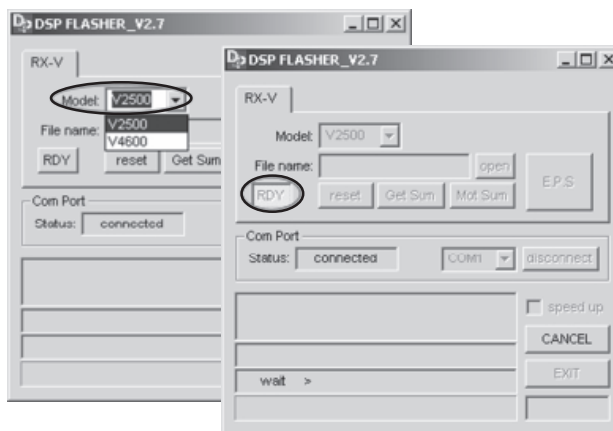 DSP FLASHER_V2.7
RX-V
Model: V2500
V2500
V4600
File name:
RDY reset Get Sum
Com Port
Status: connected
DSP FLASHER_V2.7
RX-V
Model: V2500
File name: open
RDY reset Get Sum Mot Sum E.P.S
Com Port
Status: connected COM1 disconnect
speed up
CANCEL
wait > EXIT